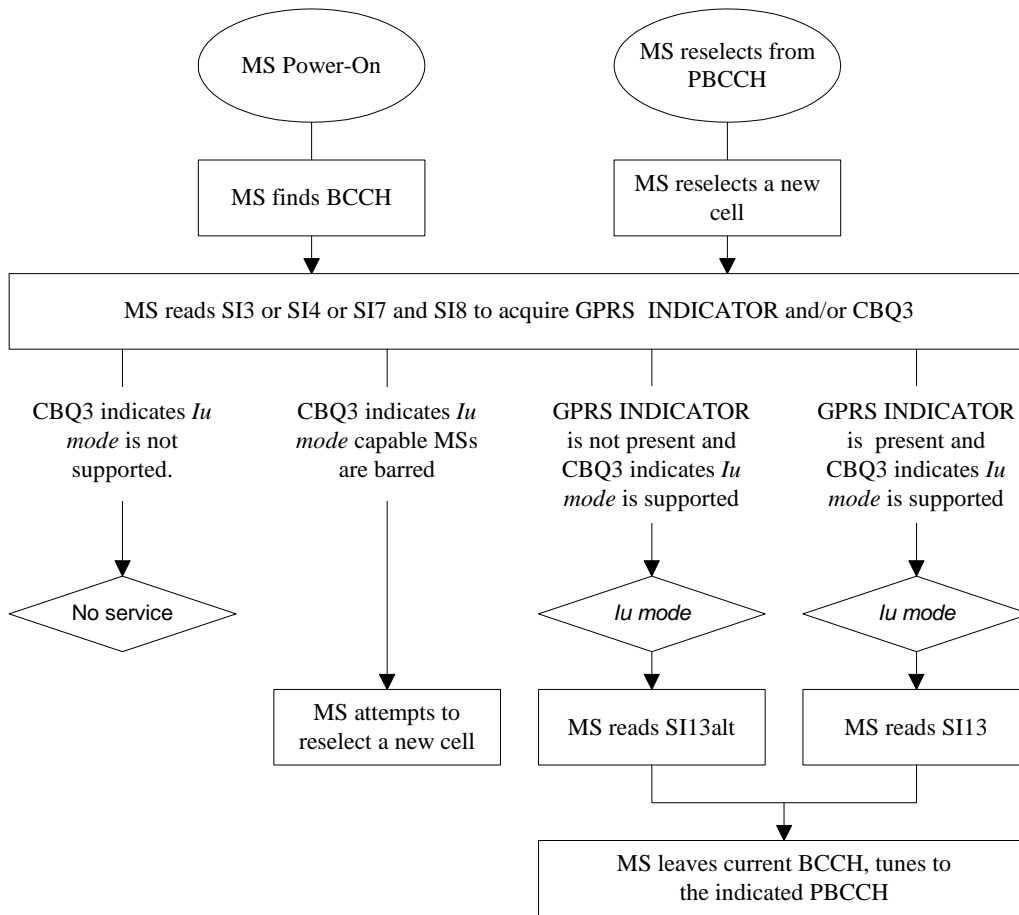 MS Power-On
MS reselects from
PBCCH
MS finds BCCH
MS reselects a new
cell
MS reads SI3 or SI4 or SI7 and SI8 to acquire GPRS  INDICATOR and/or CBQ3
CBQ3 indicates Iu
mode is not
supported.
CBQ3 indicates Iu
mode capable MSs
are barred
GPRS INDICATOR
is not present and
CBQ3 indicates Iu
mode is supported
GPRS INDICATOR
is  present and
CBQ3 indicates Iu
mode is supported
No service
Iu mode
Iu mode
MS attempts to
reselect a new cell
MS reads SI13alt
MS reads SI13
MS leaves current BCCH, tunes to
the indicated PBCCH